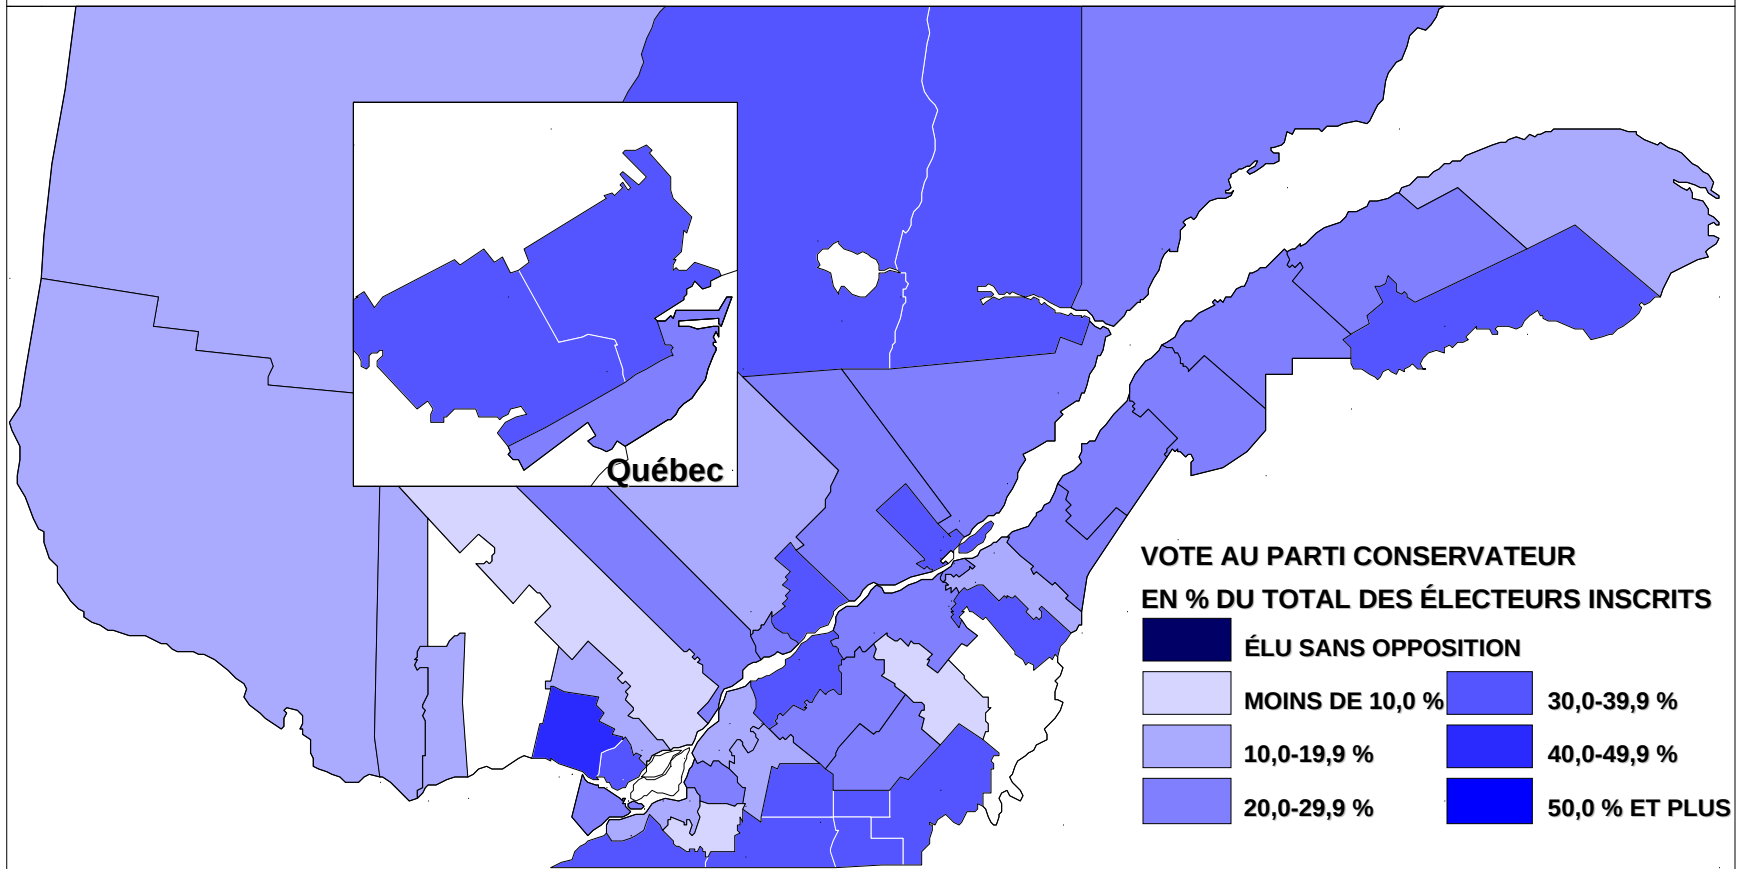 Québec
VOTE AU PARTI CONSERVATEUR
EN % DU TOTAL DES ÉLECTEURS INSCRITS
ÉLU SANS OPPOSITION
MOINS DE 10,0 %
10,0-19,9 %
20,0-29,9 %
30,0-39,9 %
40,0-49,9 %
50,0 % ET PLUS